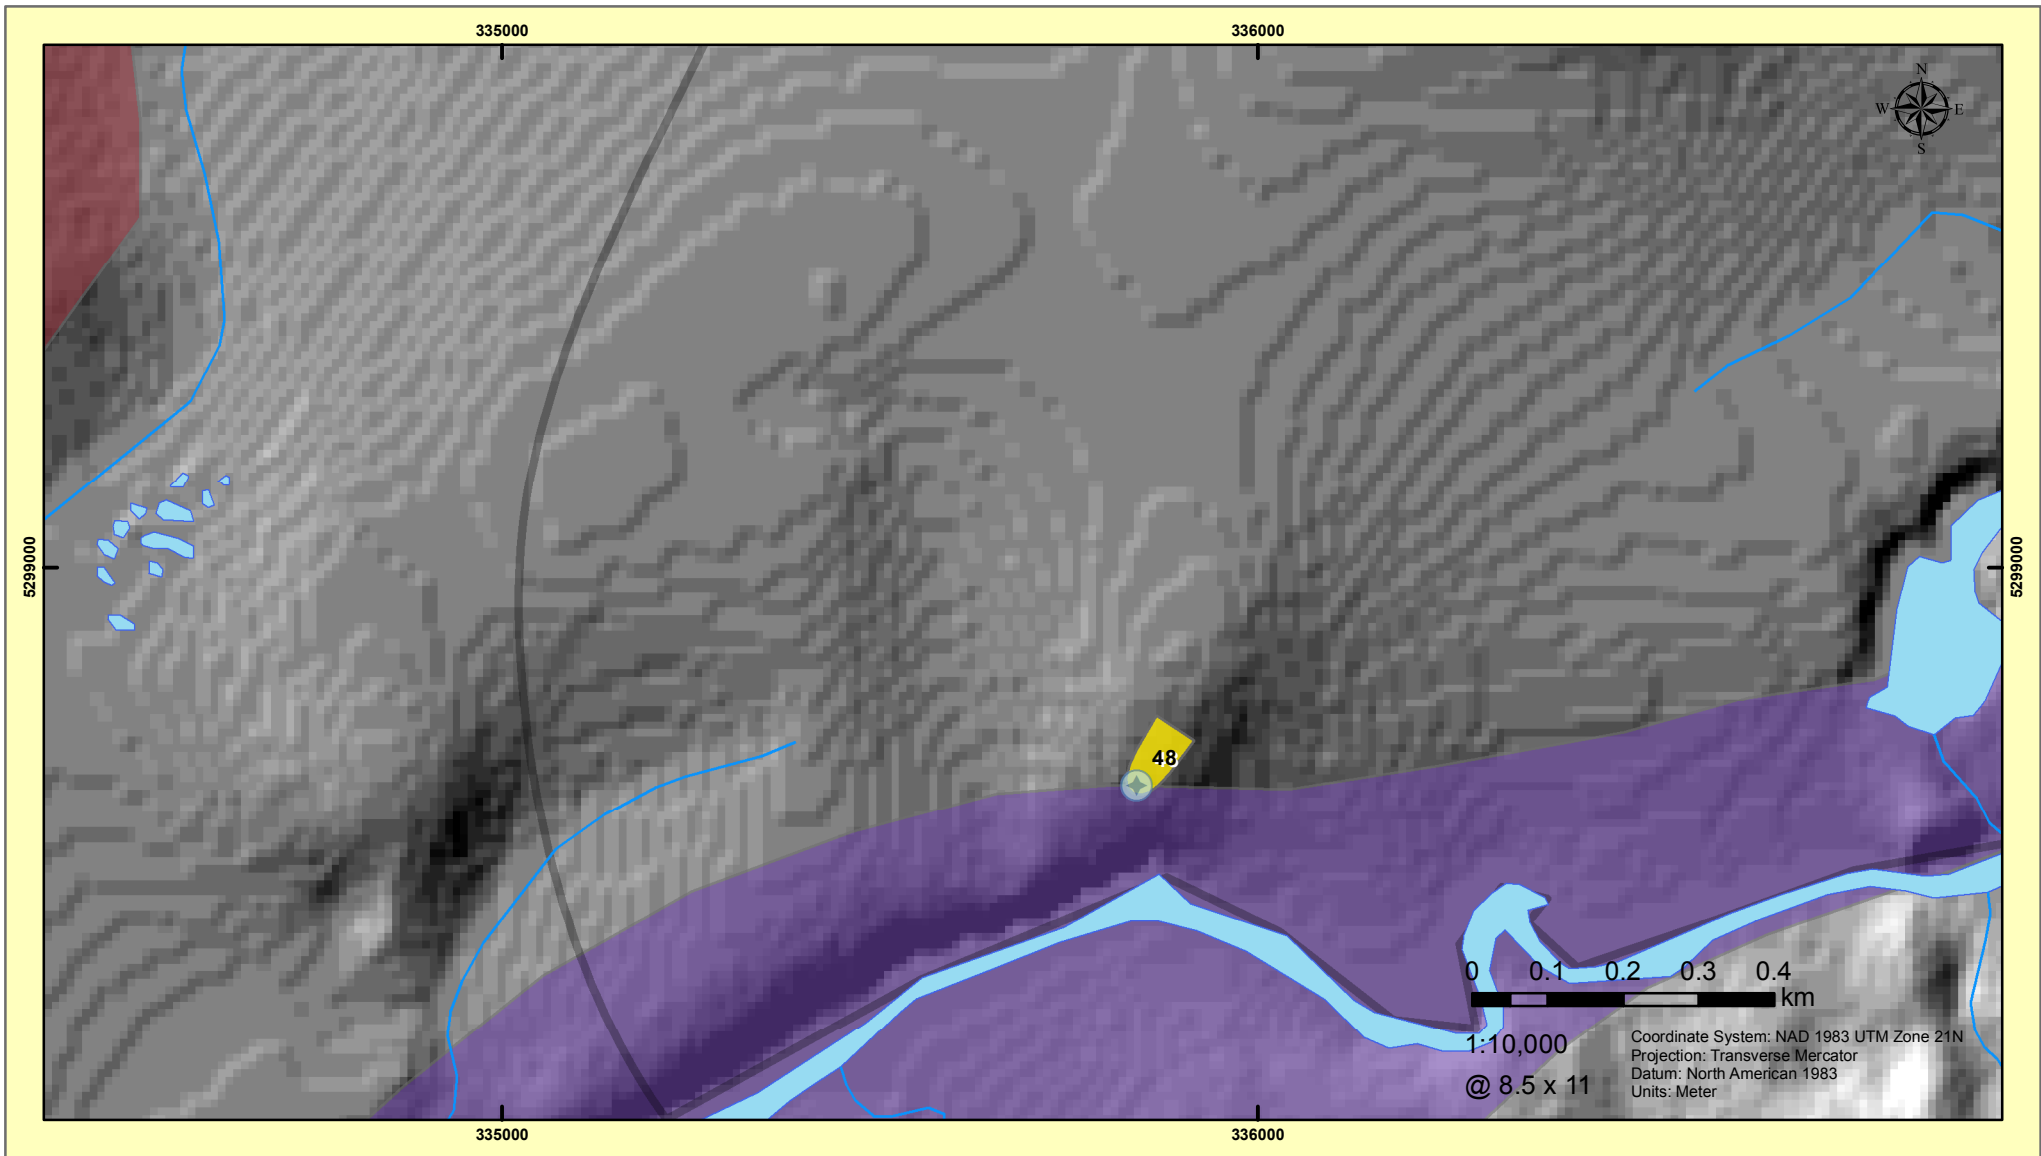 335000 336000
N
W E
S
5299000 5299000
48
0 0.1 0.2 0.3 0.4
km
1:10,000
@ 8.5 x 11
Coordinate System: NAD 1983 UTM Zone 21N
Projection: Transverse Mercator
Datum: North American 1983
Units: Meter
335000 336000